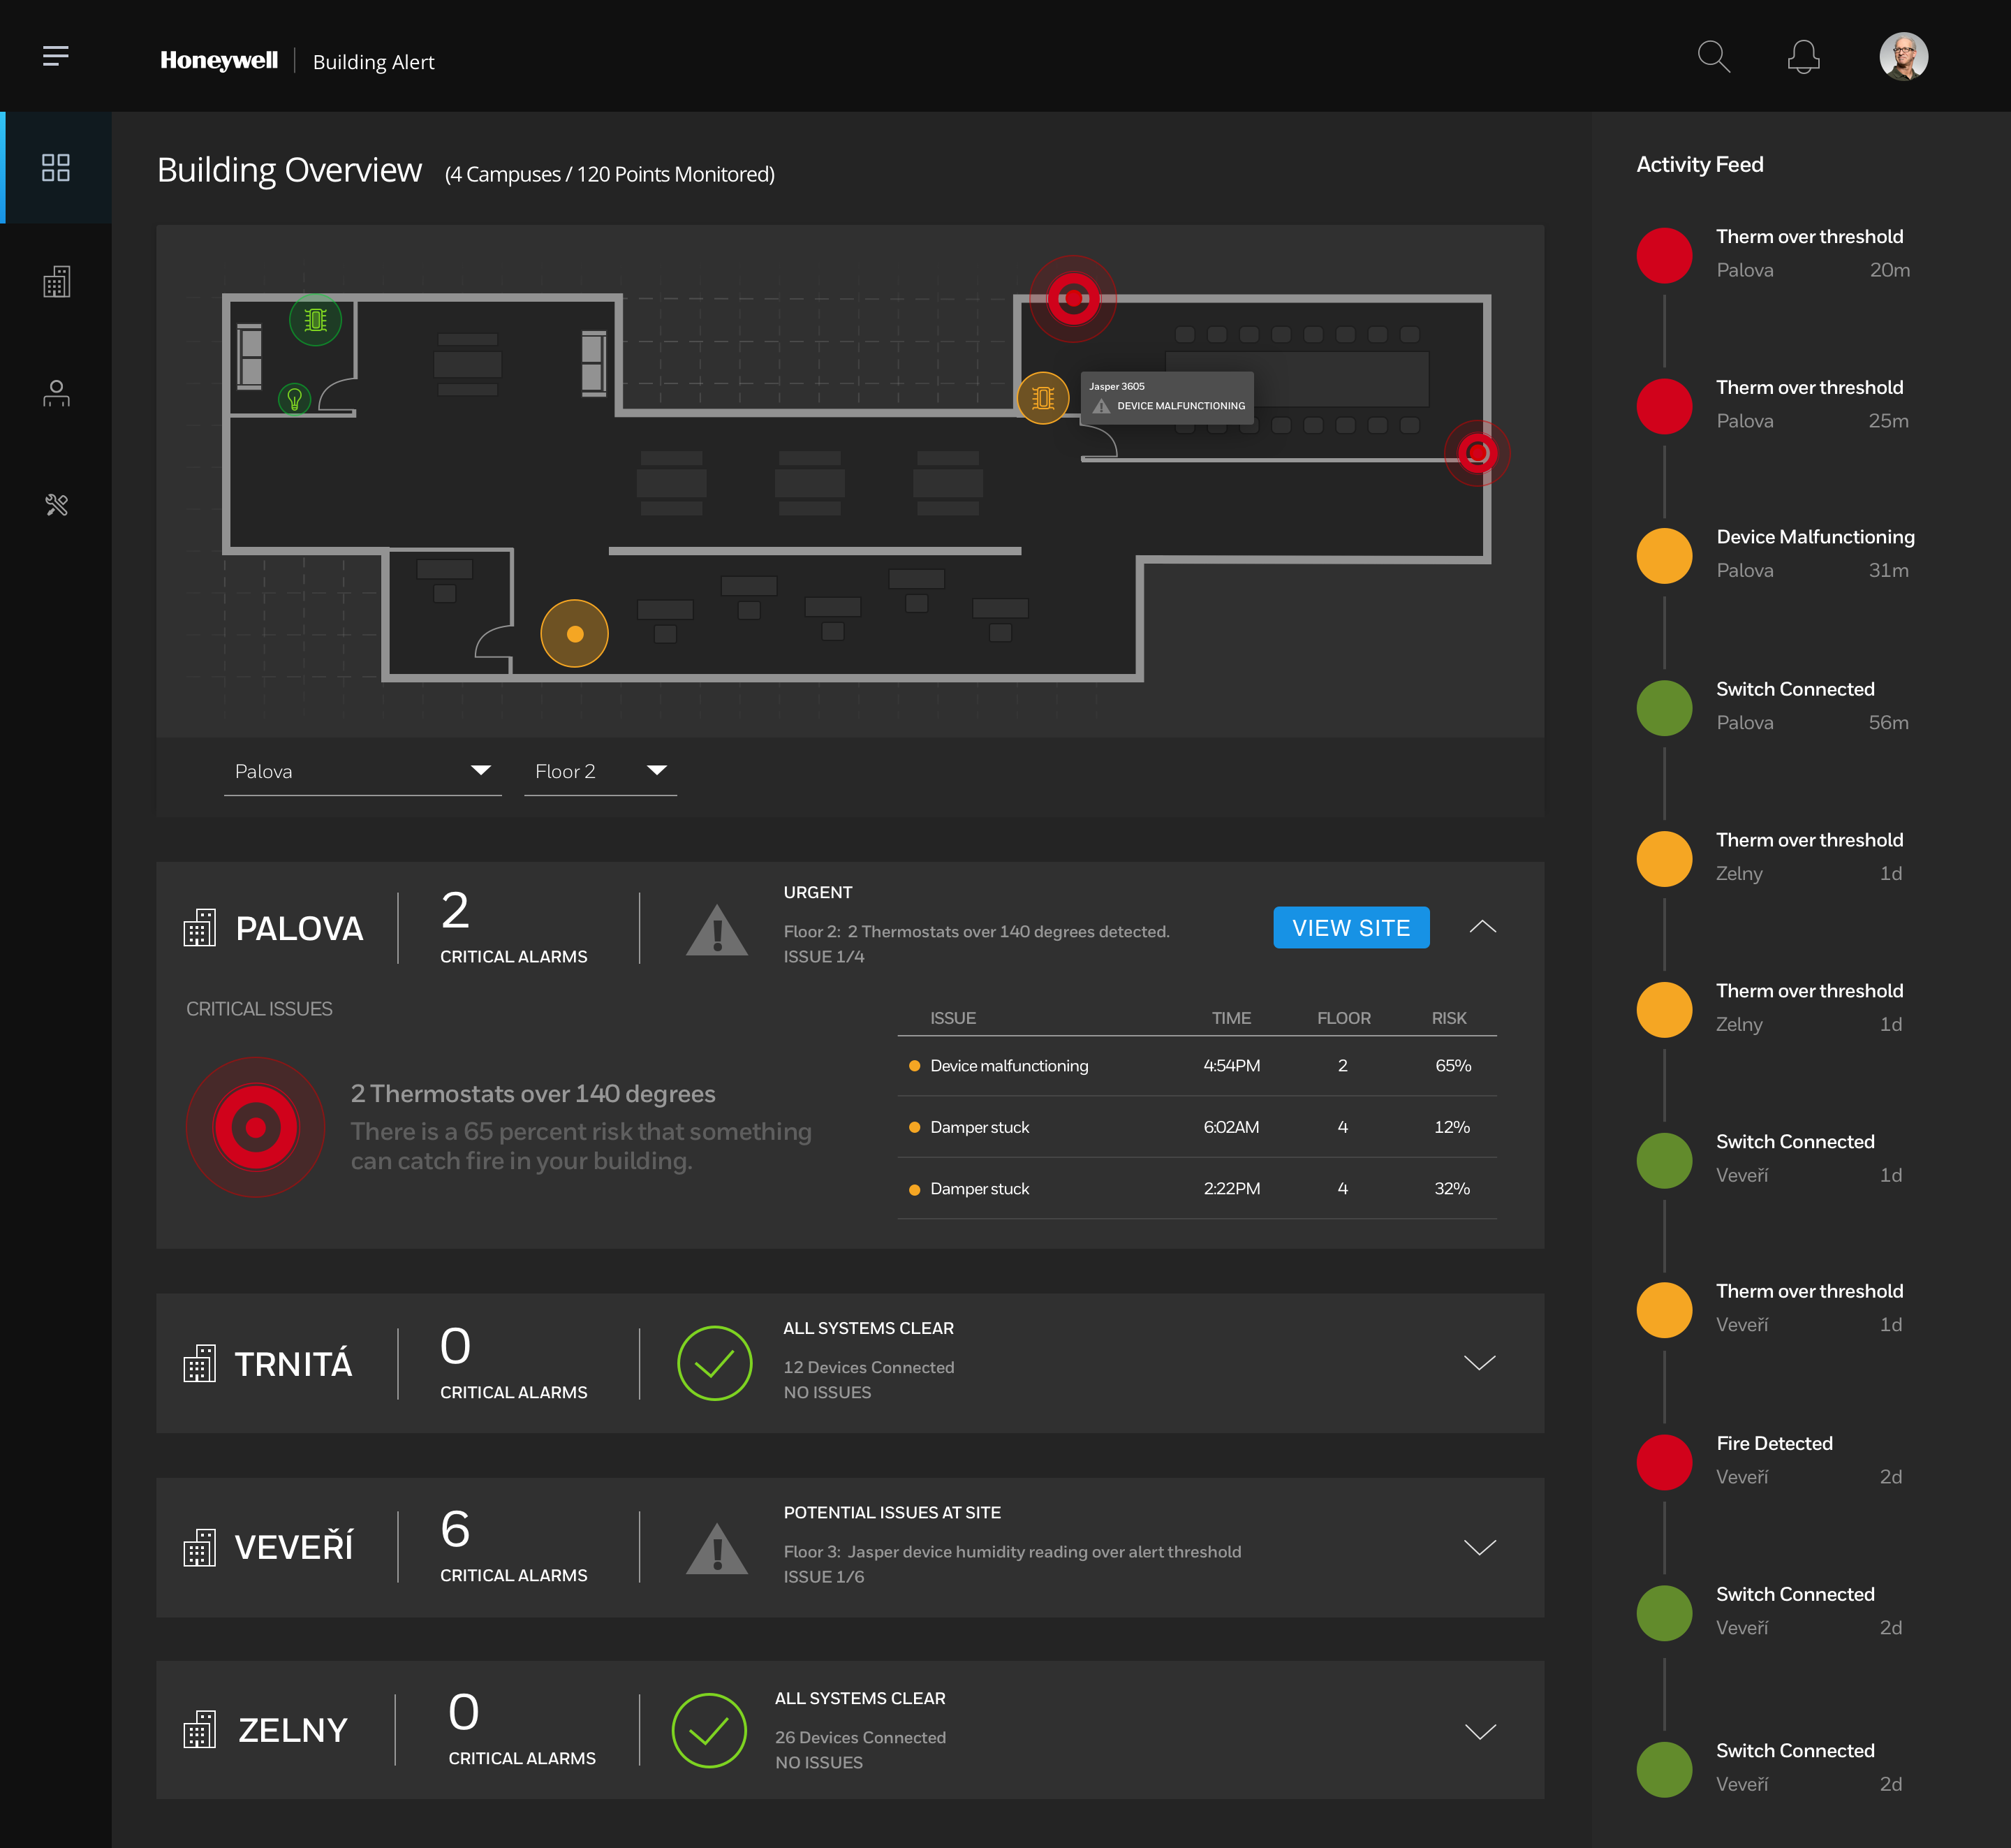 Honeywell
Building Alert
Building Overview (4 Campuses / 120 Points Monitored)
Jasper 3605
DEVICE MALFUNCTIONING
Palova
Floor 2
PALOVA
2
CRITICAL ALARMS
URGENT
Floor 2: 2 Thermostats over 140 degrees detected.
ISSUE 1/4
VIEW SITE
CRITICAL ISSUES
2 Thermostats over 140 degrees
There is a 65 percent risk that something
can catch fire in your building.
ISSUE TIME FLOOR RISK
Device malfunctioning 4:54PM 2 65%
Damper stuck 6:02AM 4 12%
Damper stuck 2:22PM 4 32%
TRNITÁ
0
CRITICAL ALARMS
ALL SYSTEMS CLEAR
12 Devices Connected
NO ISSUES
VEVEŘÍ
6
CRITICAL ALARMS
POTENTIAL ISSUES AT SITE
Floor 3: Jasper device humidity reading over alert threshold
ISSUE 1/6
ZELNY
0
CRITICAL ALARMS
ALL SYSTEMS CLEAR
26 Devices Connected
NO ISSUES
Activity Feed
Therm over threshold
Palova 20m
Therm over threshold
Palova 25m
Device Malfunctioning
Palova 31m
Switch Connected
Palova 56m
Therm over threshold
Zelny 1d
Therm over threshold
Zelny 1d
Switch Connected
Veveří 1d
Therm over threshold
Veveří 1d
Fire Detected
Veveří 2d
Switch Connected
Veveří 2d
Switch Connected
Veveří 2d